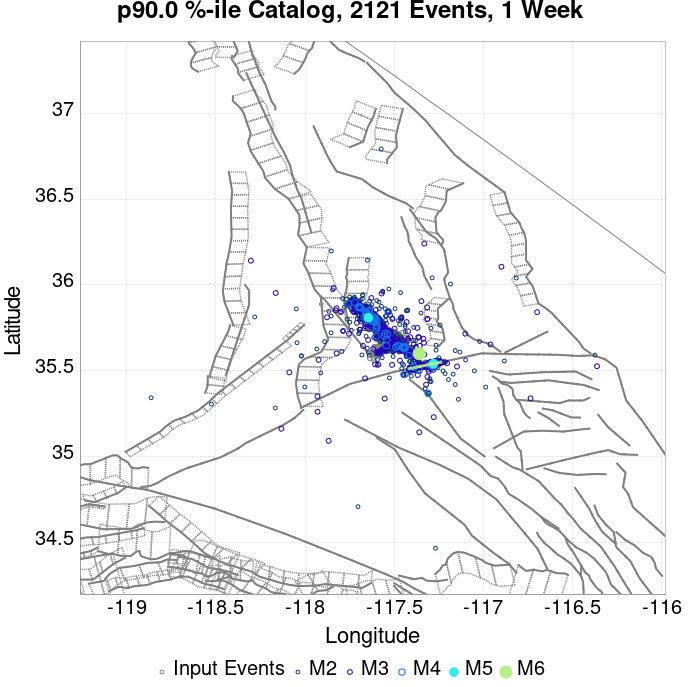 p90.0 %-ile Catalog, 2121 Events, 1 Week
37
36.5
36
35.5
35
34.5
Latitude
-119 -118.5 -118 -117.5 -117 -116.5 -116
Longitude
Input Events M2 M3 M4 M5 M6